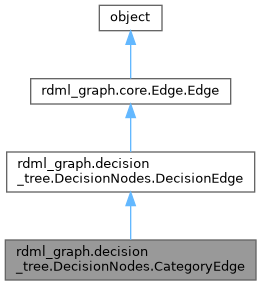 object
rdml_graph.core.Edge.Edge
rdml_graph.decision
_tree.DecisionNodes.DecisionEdge
rdml_graph.decision
_tree.DecisionNodes.CategoryEdge